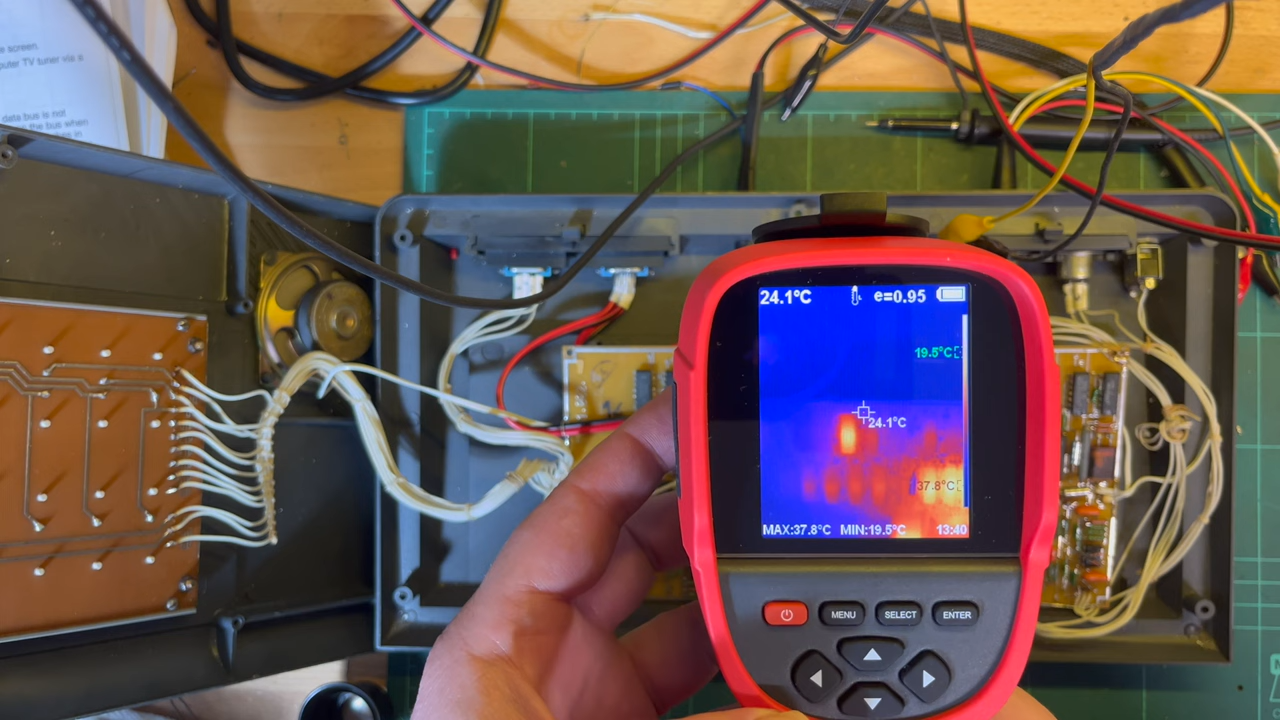 e screen.
puter TV tuner via a
data bus is not
the bus when
24.1°C
e=0.95
19.5°C
24.1°C
37.8°C
MAX:37.8°C MIN:19.5°C 13:40
MENU
SELECT
ENTER